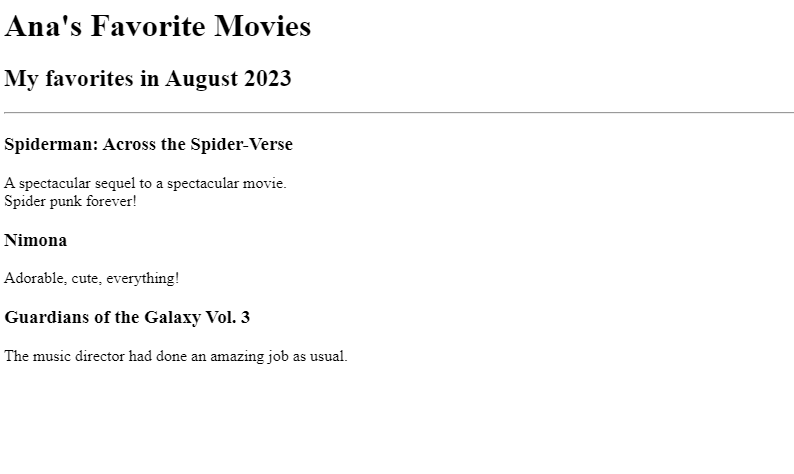 Ana's Favorite Movies
My favorites in August 2023
Spiderman: Across the Spider-Verse
A spectacular sequel to a spectacular movie.
Spider punk forever!
Nimona
Adorable, cute, everything!
Guardians of the Galaxy Vol. 3
The music director had done an amazing job as usual.